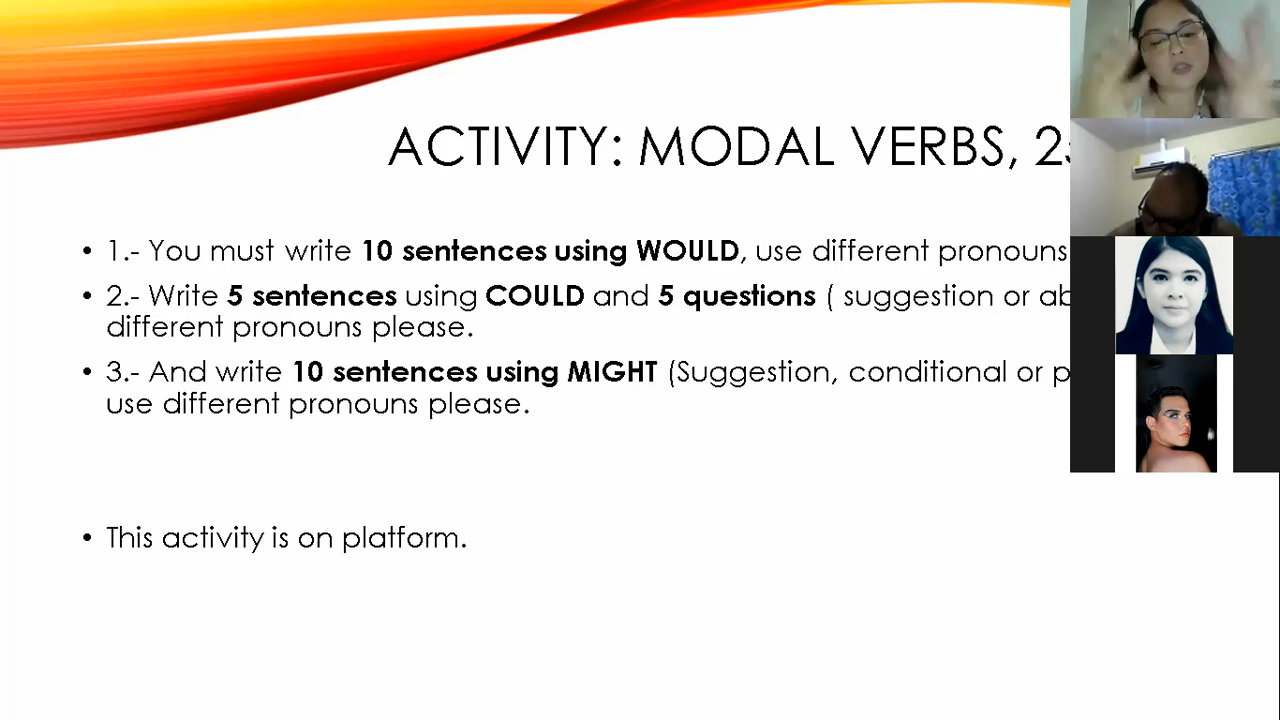 ACTIVITY: MODAL VERBS,
• 1.- You must write 10 sentences using WOULD, use different pronouns
• 2.- Write 5 sentences using COULD and 5 questions ( suggestion or
different pronouns please.
• 3.- And write 10 sentences using MIGHT (Suggestion, conditional or
use different pronouns please.
• This activity is on platform.